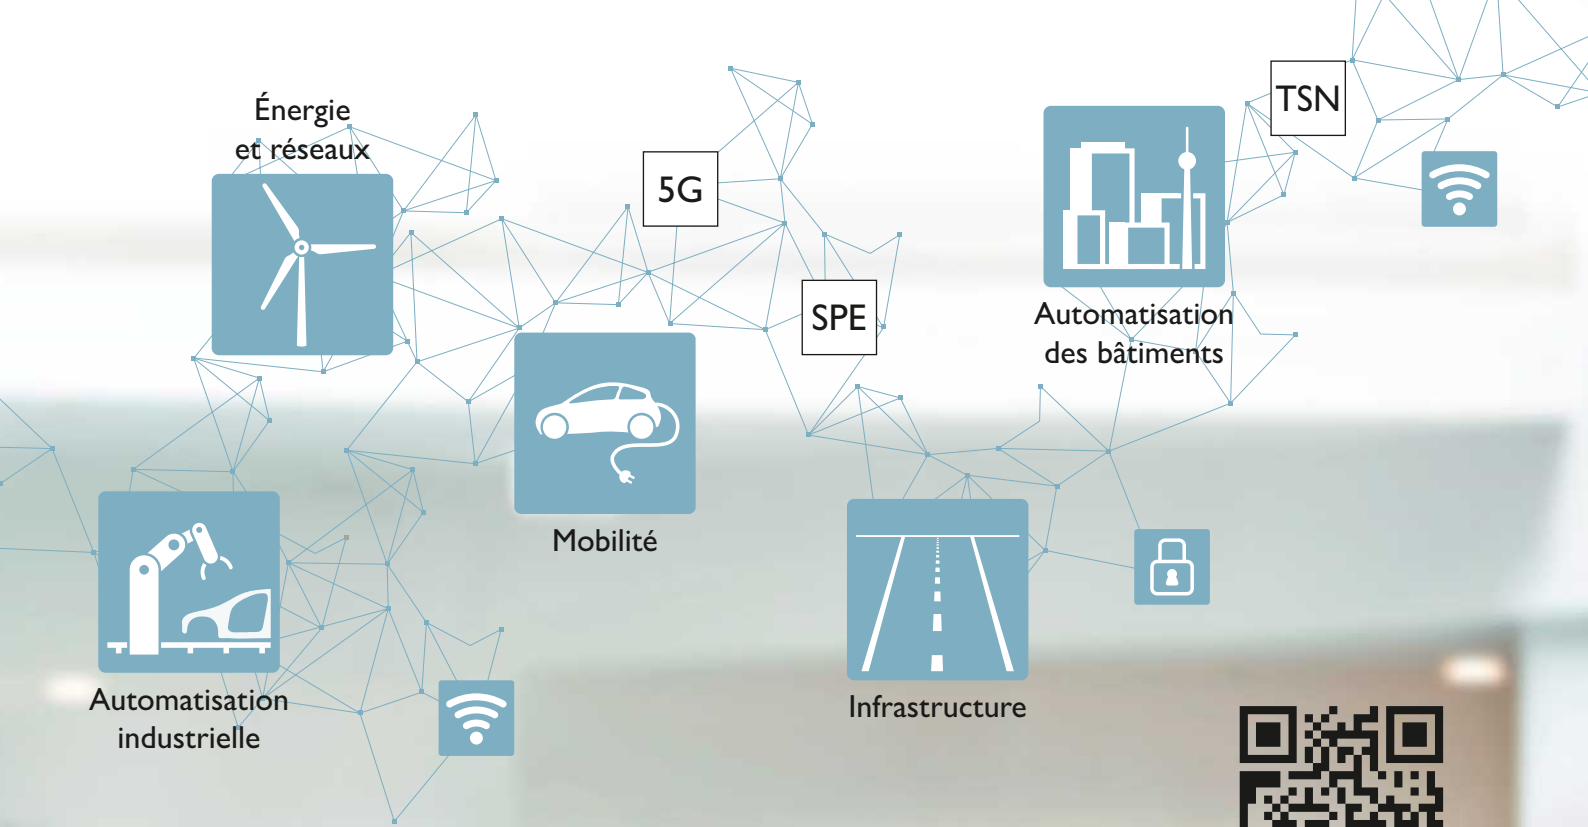 Énergie
et réseaux
5G
TSN
SPE
Automatisation
des bâtiments
Mobilité
Automatisation
industrielle
Infrastructure